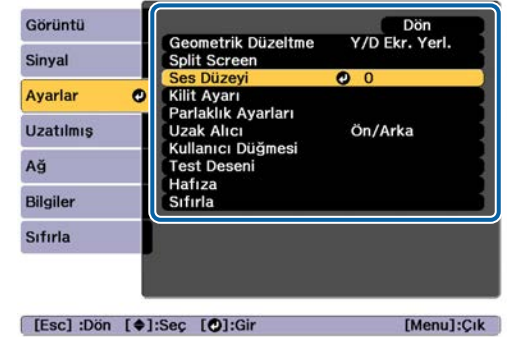 Görüntü
Sinyal
Ayarlar
Uzatılmış
Ağ
Bilgiler
Sıfırla
Dön
Geometrik Düzeltme Y/D Ekr. Yerl.
Split Screen
Ses Düzeyi 0
Kilit Ayarı
Parlaklık Ayarları
Uzak Alıcı Ön/Arka
Kullanıcı Düğmesi
Test Deseni
Hafıza
Sıfırla
[Esc] :Dön [◆]:Seç [⏎]:Gir [Menu]:Çık